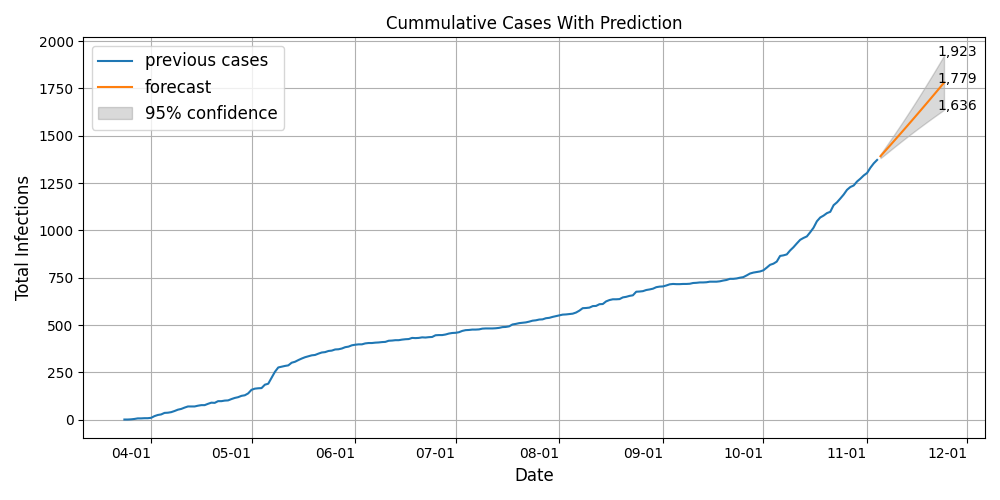 Cummulative Cases With Prediction
previous cases
forecast
95% confidence
1,923
1,779
1,636
2000
1750
1500
1250
1000
750
500
250
0
Total Infections
04-01 05-01 06-01 07-01 08-01 09-01 10-01 11-01 12-01
Date